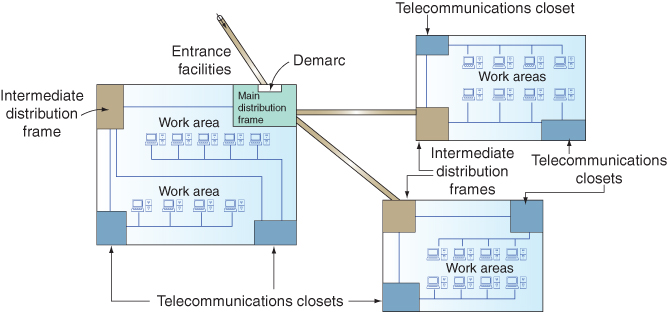 Telecommunications closet
Entrance
facilities
Demarc
Intermediate
distribution
frame
Main
distribution
frame
Work area
Work area
Work areas
Intermediate
distribution
frames
Telecommunications
closets
Work areas
Telecommunications closets